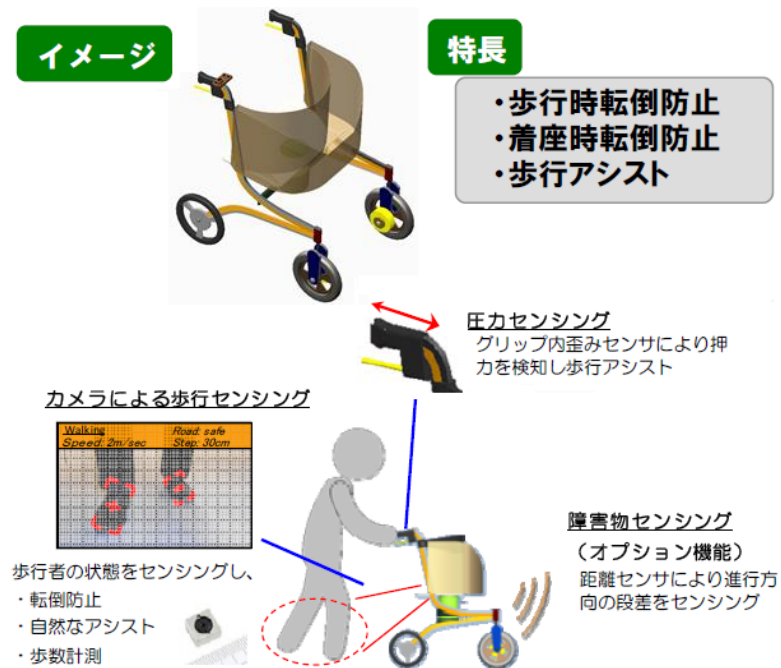 イメージ
特長
・歩行時転倒防止
・着座時転倒防止
・歩行アシスト
圧力センシング
グリップ内歪みセンサにより押
力を検知し歩行アシスト
カメラによる歩行センシング
Walking Road: safe
Speed: 2m/sec Step: 30cm
歩行者の状態をセンシングし、
・転倒防止
・自然なアシスト
・歩数計測
障害物センシング
（オプション機能）
距離センサにより進行方
向の段差をセンシング